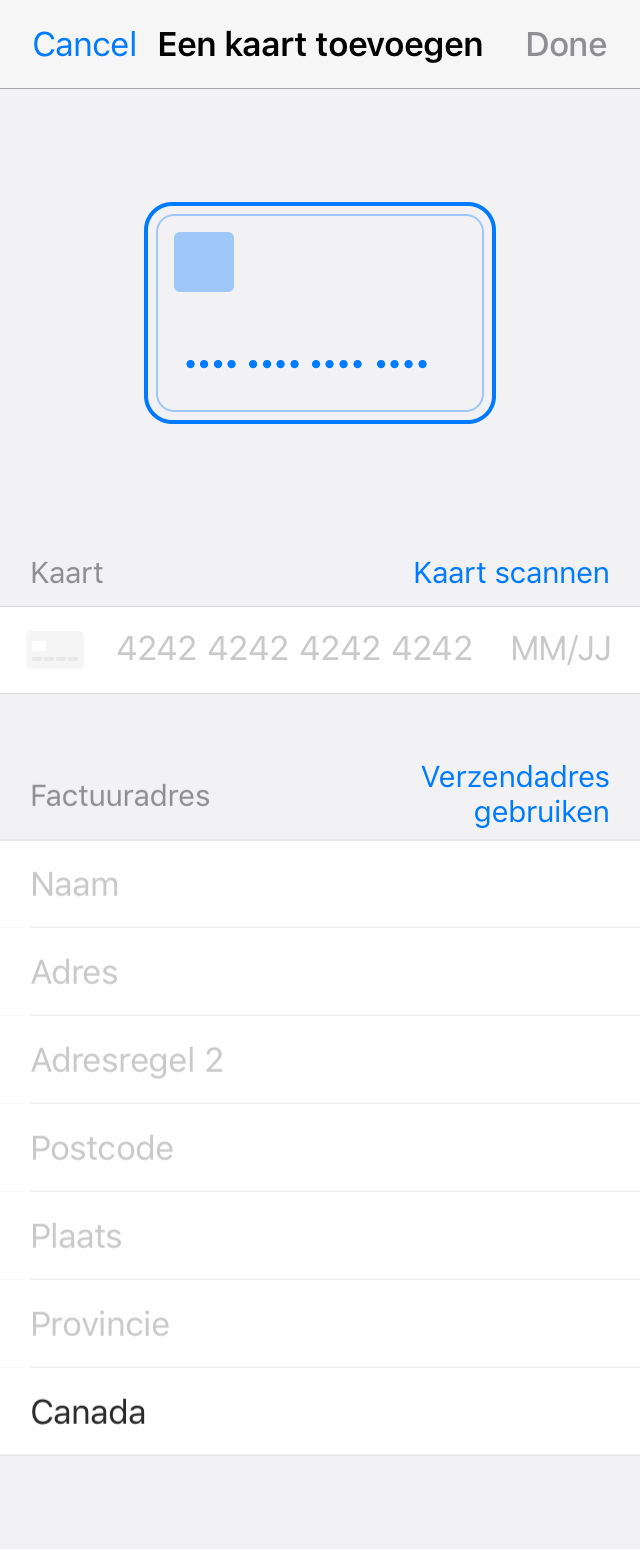 Cancel Een kaart toevoegen Done
Kaart Kaart scannen
4242 4242 4242 4242 MM/JJ
Factuuradres Verzendadres
gebruiken
Naam
Adres
Adresregel 2
Postcode
Plaats
Provincie
Canada